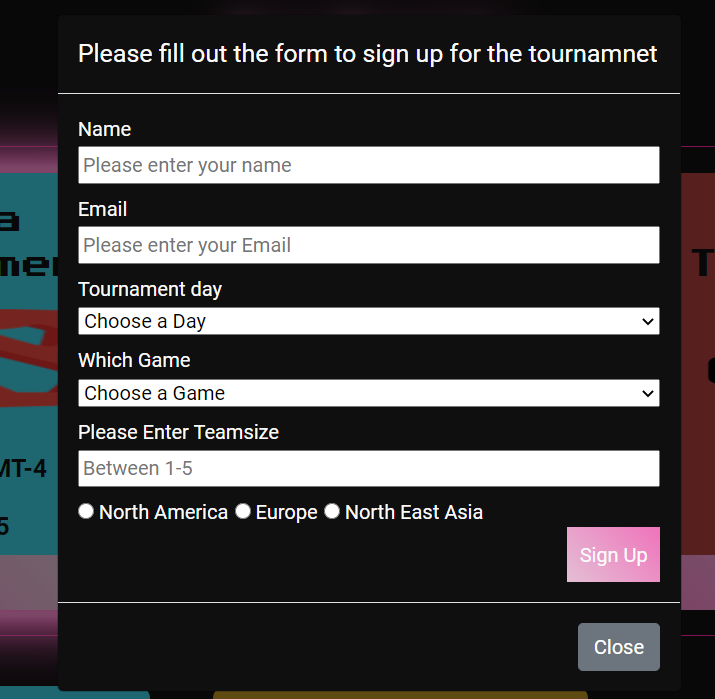 Please fill out the form to sign up for the tournamnet
Name
Please enter your name
Email
Please enter your Email
Tournament day
Choose a Day
Which Game
Choose a Game
Please Enter Teamsize
Between 1-5
North America Europe North East Asia
Sign Up
Close